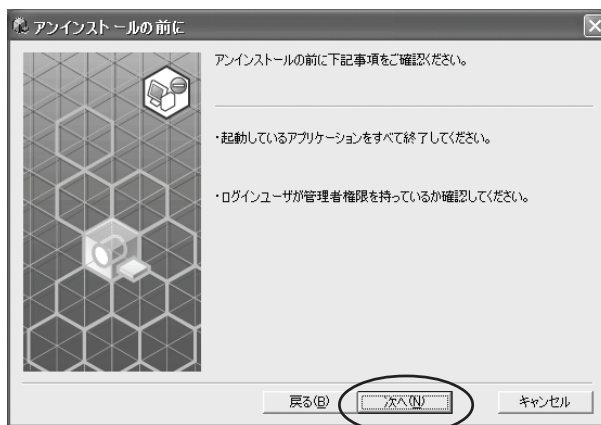 アンインストールの前に
アンインストールの前に下記事項をご確認ください。
・起動しているアプリケーションをすべて終了してください。
・ログインユーザが管理者権限を持っているか確認してください。
戻る(B)
次へ(N)
キャンセル